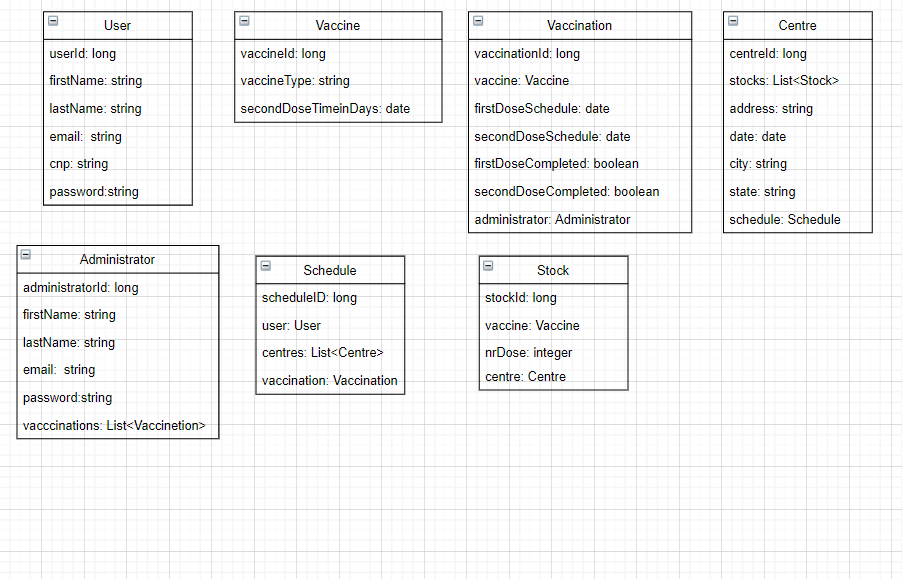 User
userId: long
firstName: string
lastName: string
email:  string
cnp: string
password:string
Vaccine
vaccineId: long
vaccineType: string
secondDoseTimeinDays: date
Vaccination
vaccinationId: long
vaccine: Vaccine
firstDoseSchedule: date
secondDoseSchedule: date
firstDoseCompleted: boolean
secondDoseCompleted: boolean
administrator: Administrator
Centre
centreId: long
stocks: List<Stock>
address: string
date: date
city: string
state: string
schedule: Schedule
Administrator
administratorId: long
firstName: string
lastName: string
email:  string
password:string
vacccinations: List<Vaccinetion>
Schedule
scheduleID: long
user: User
centres: List<Centre>
vaccination: Vaccination
Stock
stockId: long
vaccine: Vaccine
nrDose: integer
centre: Centre